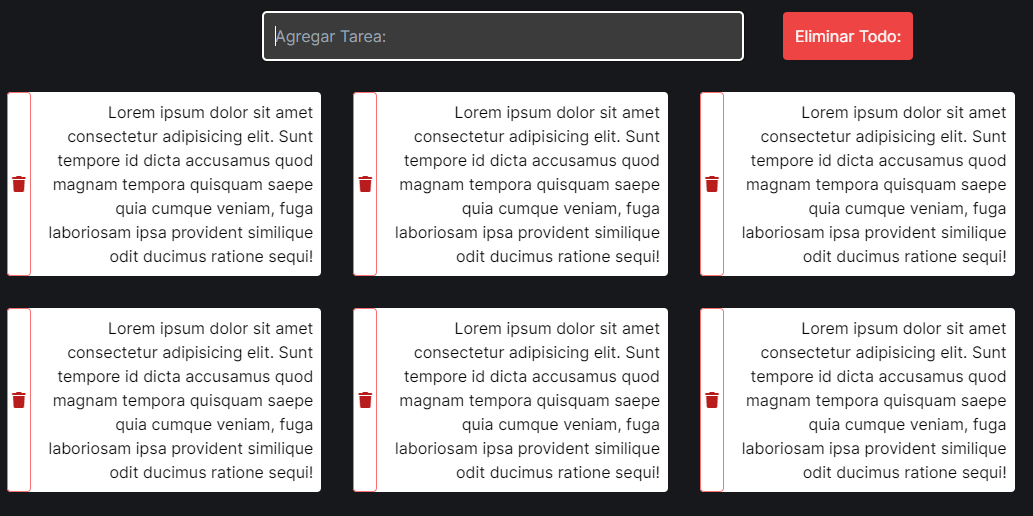 Agregar Tarea:
Eliminar Todo:
Lorem ipsum dolor sit amet
consectetur adipisicing elit. Sunt
tempore id dicta accusamus quod
magnam tempora quisquam saepe
quia cumque veniam, fuga
laboriosam ipsa provident similique
odit ducimus ratione sequi!
Lorem ipsum dolor sit amet
consectetur adipisicing elit. Sunt
tempore id dicta accusamus quod
magnam tempora quisquam saepe
quia cumque veniam, fuga
laboriosam ipsa provident similique
odit ducimus ratione sequi!
Lorem ipsum dolor sit amet
consectetur adipisicing elit. Sunt
tempore id dicta accusamus quod
magnam tempora quisquam saepe
quia cumque veniam, fuga
laboriosam ipsa provident similique
odit ducimus ratione sequi!
Lorem ipsum dolor sit amet
consectetur adipisicing elit. Sunt
tempore id dicta accusamus quod
magnam tempora quisquam saepe
quia cumque veniam, fuga
laboriosam ipsa provident similique
odit ducimus ratione sequi!
Lorem ipsum dolor sit amet
consectetur adipisicing elit. Sunt
tempore id dicta accusamus quod
magnam tempora quisquam saepe
quia cumque veniam, fuga
laboriosam ipsa provident similique
odit ducimus ratione sequi!
Lorem ipsum dolor sit amet
consectetur adipisicing elit. Sunt
tempore id dicta accusamus quod
magnam tempora quisquam saepe
quia cumque veniam, fuga
laboriosam ipsa provident similique
odit ducimus ratione sequi!